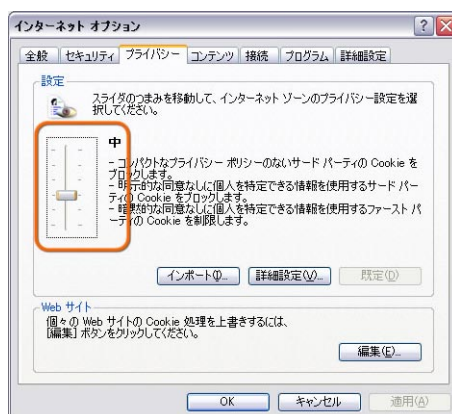 インターネット オプション
全般 セキュリティ プライバシー コンテンツ 接続 プログラム 詳細設定
設定
スライダのつまみを移動して、インターネット ゾーンのプライバシー設定を選
択してください。
中
- コンパクトなプライバシー ポリシーのないサード パーティの Cookie を
ブロックします。
- 明示的な同意なしに個人を特定できる情報を使用するサード パー
ティの Cookie をブロックします。
- 暗黙的な同意なしに個人を特定できる情報を使用するファースト パ
ーティの Cookie を制限します。
インポート(I)... 詳細設定(V)... 既定(D)
Web サイト
個々の Web サイトの Cookie 処理を上書きするには、
[編集] ボタンをクリックしてください。
編集(E)...
OK キャンセル 適用(A)